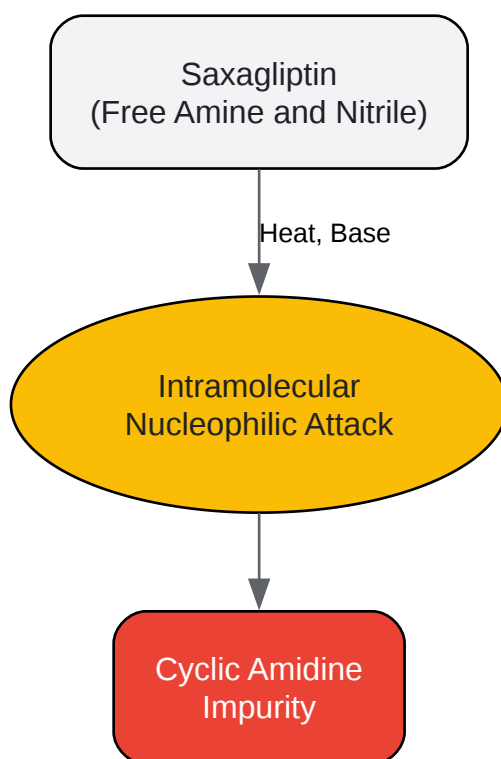 Saxagliptin
(Free Amine and Nitrile)
Heat, Base
Intramolecular
Nucleophilic Attack
Cyclic Amidine
Impurity